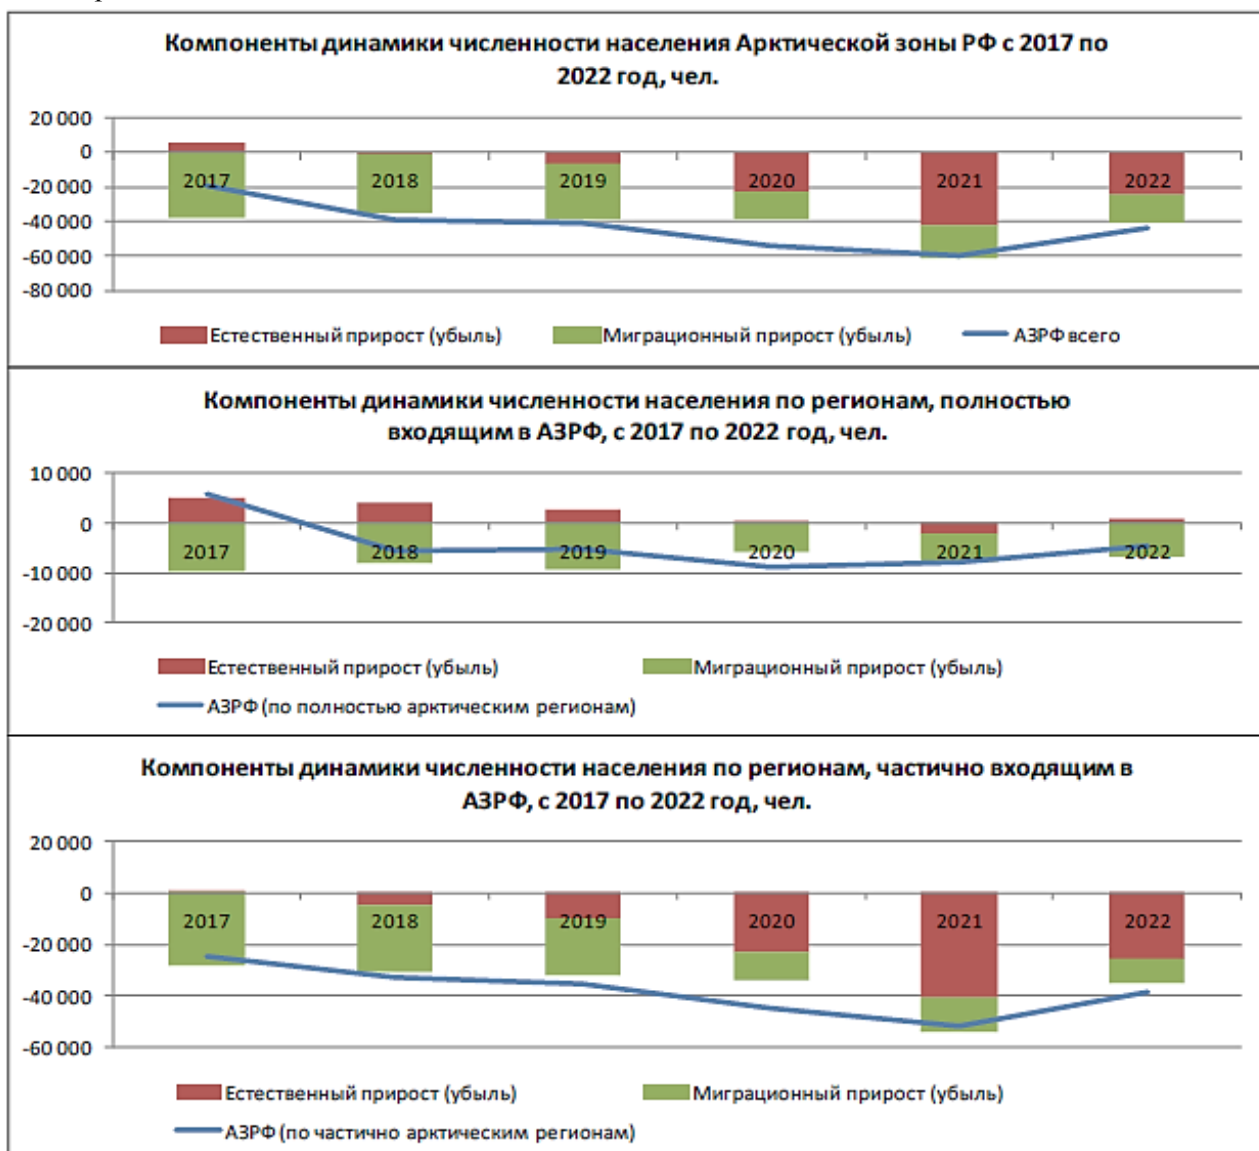 Компоненты динамики численности населения Арктической зоны РФ с 2017 по
2022 год, чел.
20 000
0
-20 000
-40 000
-60 000
-80 000
2017
2018
2019
2020
2021
2022
Естественный прирост (убыль)
Миграционный прирост (убыль)
АЗРФ всего
Компоненты динамики численности населения по регионам, полностью
входящим в АЗРФ, с 2017 по 2022 год, чел.
10 000
0
-10 000
-20 000
2017
2018
2019
2020
2021
2022
Естественный прирост (убыль)
Миграционный прирост (убыль)
АЗРФ (по полностью арктическим регионам)
Компоненты динамики численности населения по регионам, частично входящим в
АЗРФ, с 2017 по 2022 год, чел.
20 000
0
-20 000
-40 000
-60 000
2017
2018
2019
2020
2021
2022
Естественный прирост (убыль)
Миграционный прирост (убыль)
АЗРФ (по частично арктическим регионам)